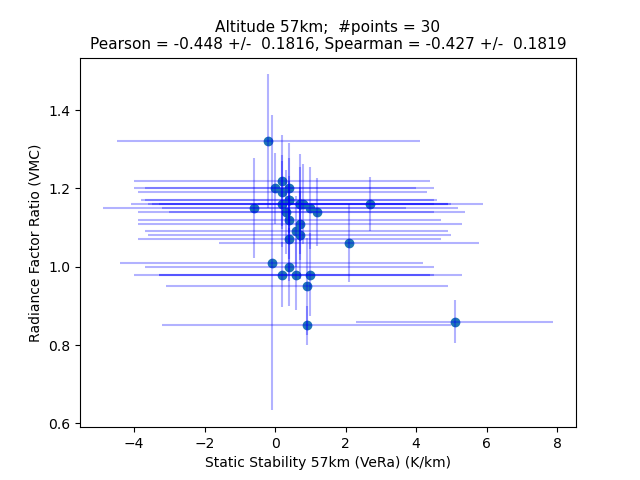 Altitude 57km;  #points = 30
Pearson = -0.448 +/-  0.1816, Spearman = -0.427 +/-  0.1819
Radiance Factor Ratio (VMC)
1.4
1.2
1.0
0.8
0.6
−4 −2 0 2 4 6 8
Static Stability 57km (VeRa) (K/km)